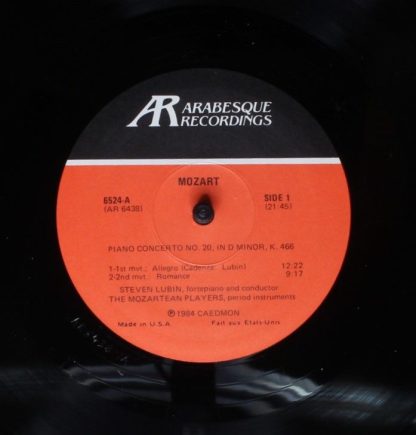 AR ARABESQUE
RECORDINGS
MOZART
6524-A SIDE 1
(AR 6439) (21:45)
PIANO CONCERTO NO. 20, IN D MINOR, K. 466
1-1st mvt.; Allegro (Cadenza: Lubin) 12:22
2-2nd mvt.; Romance 9:17
STEVEN LUBIN, fortepiano and conductor
THE MOZARTEAN PLAYERS, period instruments
℗ 1984 CAEDMON
Made in U.S.A. Fait aux Etats-Unis